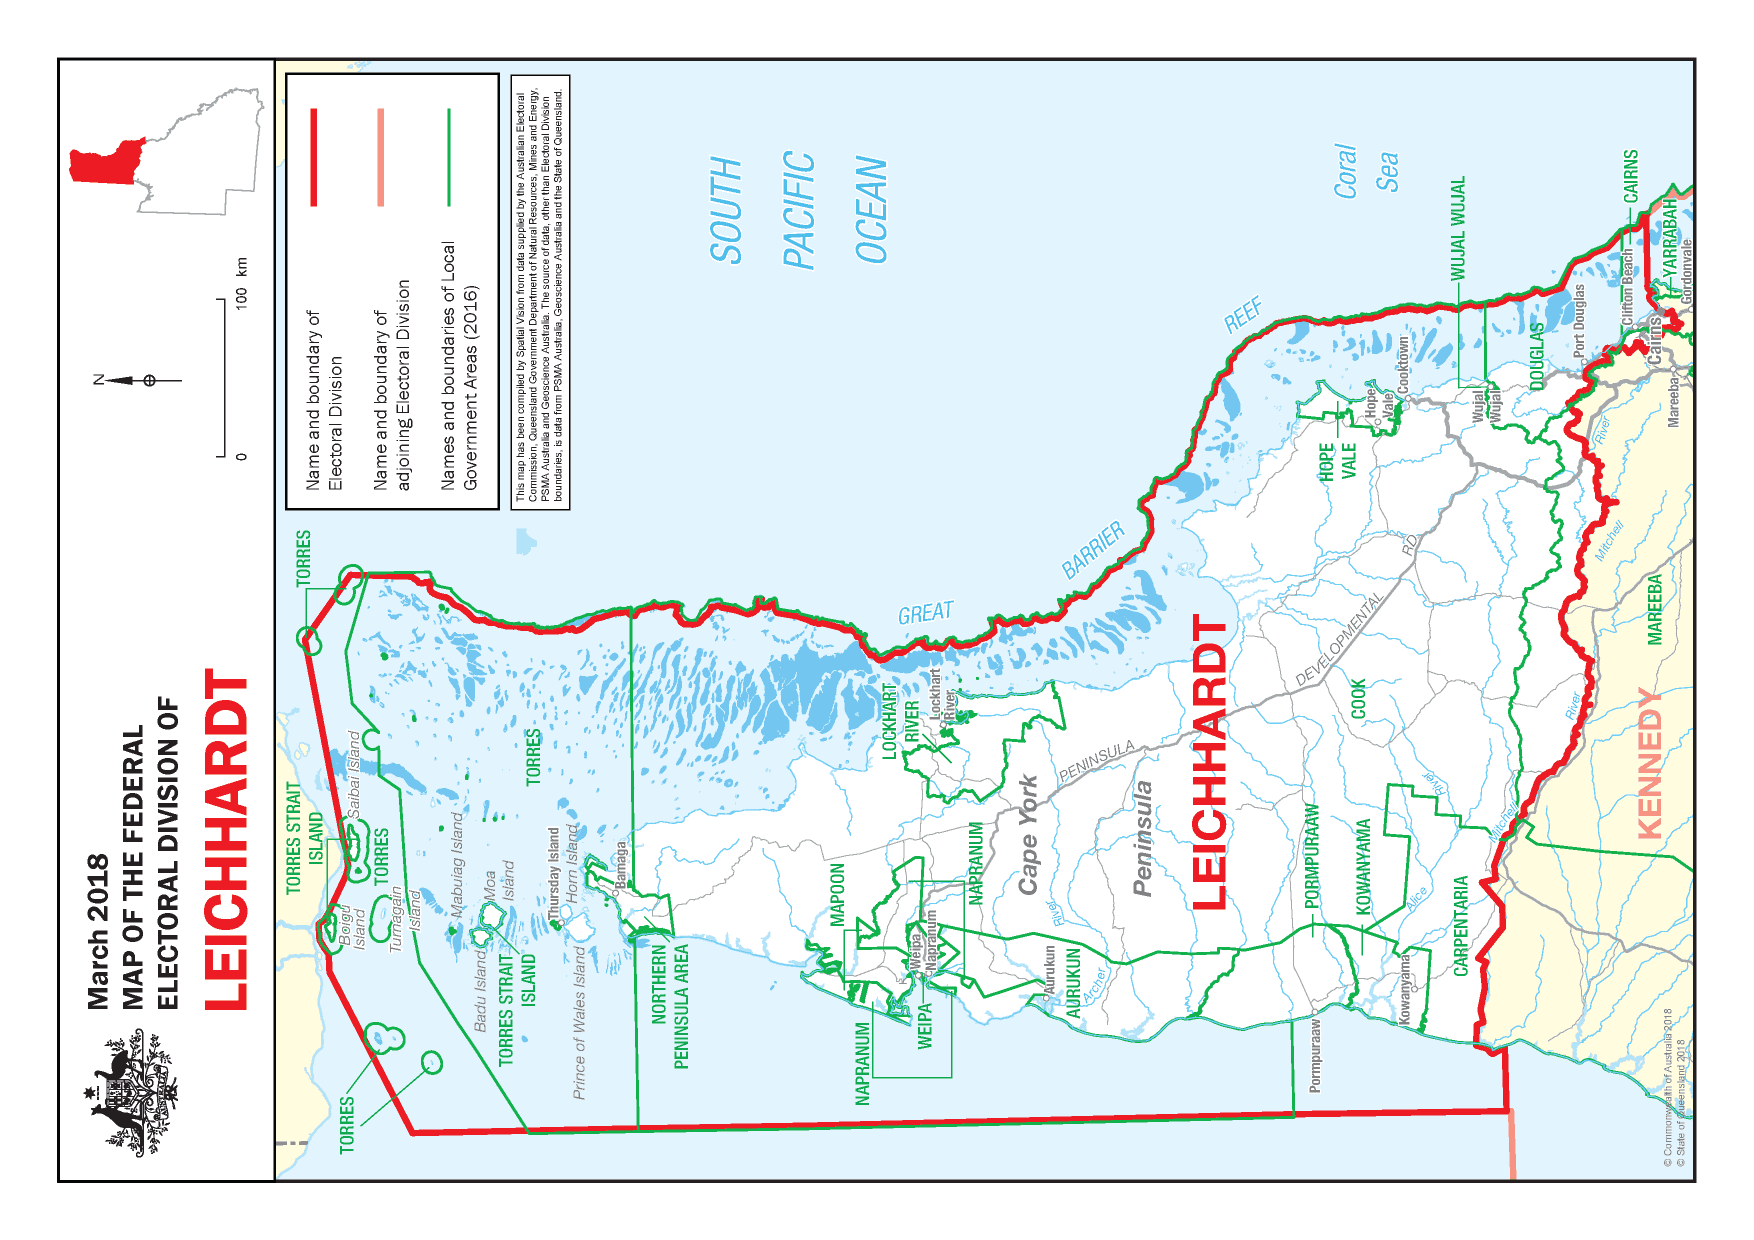 March 2018
MAP OF THE FEDERAL
ELECTORAL DIVISION OF
LEICHHARDT
N
0
100 km
Name and boundary of
Electoral Division
Name and boundary of
adjoining Electoral Division
Names and boundaries of Local
Government Areas (2016)
This map has been compiled by Spatial Vision from data supplied by the Australian Electoral
Commission, Queensland Government Department of Natural Resources, Mines and Energy,
PSMA Australia and Geoscience Australia. The source of data, other than Electoral Division
boundaries, is data from PSMA Australia, Geoscience Australia and the State of Queensland.
TORRES
TORRES STRAIT
ISLAND
Saibai Island
Boigu
Island
TORRES
Turnagain
Island
TORRES
Mabuiag Island
Moa
Island
Badu Island
TORRES STRAIT
ISLAND
TORRES
Thursday Island
Horn Island
Prince of Wales Island
Bamaga
NORTHERN
PENINSULA AREA
SOUTH
PACIFIC
OCEAN
Coral
Sea
GREAT
BARRIER
REEF
MAPOON
NAPRANUM
Weipa
Napranum
WEIPA
NAPRANUM
LOCKHART
RIVER
Lockhart
River
Cape York
Peninsula
PENINSULA
DEVELOPMENTAL
RD
River
Archer
Aurukun
AURUKUN
LEICHHARDT
COOK
HOPE
VALE
Hope
Vale
Cooktown
WUJAL WUJAL
Wujal
Wujal
DOUGLAS
Port Douglas
Clifton Beach
CAIRNS
Cairns
YARRABAH
Gordonvale
Mareeba
PORMPURAAW
Pormpuraaw
KOWANYAMA
Kowanyama
Alice
River
CARPENTARIA
Mitchell
River
Mitchell
River
MAREEBA
KENNEDY
© Commonwealth of Australia 2018
© State of Queensland 2018